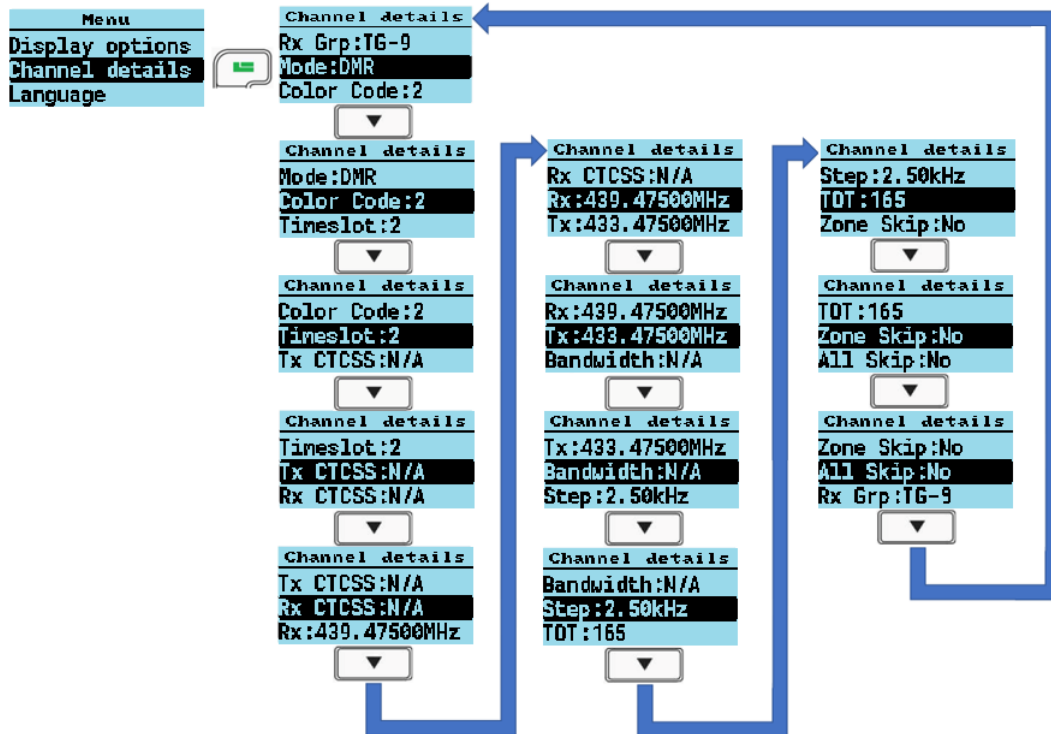 Menu
Display options
Channel details
Language
Channel details
Rx Grp:TG-9
Mode:DMR
Color Code:2
Channel details
Mode:DMR
Color Code:2
Timeslot:2
Channel details
Color Code:2
Timeslot:2
Tx CTCSS:N/A
Channel details
Timeslot:2
Tx CTCSS:N/A
Rx CTCSS:N/A
Channel details
Tx CTCSS:N/A
Rx CTCSS:N/A
Rx:439.47500MHz
Channel details
Rx CTCSS:N/A
Rx:439.47500MHz
Tx:433.47500MHz
Channel details
Rx:439.47500MHz
Tx:433.47500MHz
Bandwidth:N/A
Channel details
Tx:433.47500MHz
Bandwidth:N/A
Step:2.50kHz
Channel details
Bandwidth:N/A
Step:2.50kHz
TOT:165
Channel details
Step:2.50kHz
TOT:165
Zone Skip:No
Channel details
TOT:165
Zone Skip:No
All Skip:No
Channel details
Zone Skip:No
All Skip:No
Rx Grp:TG-9